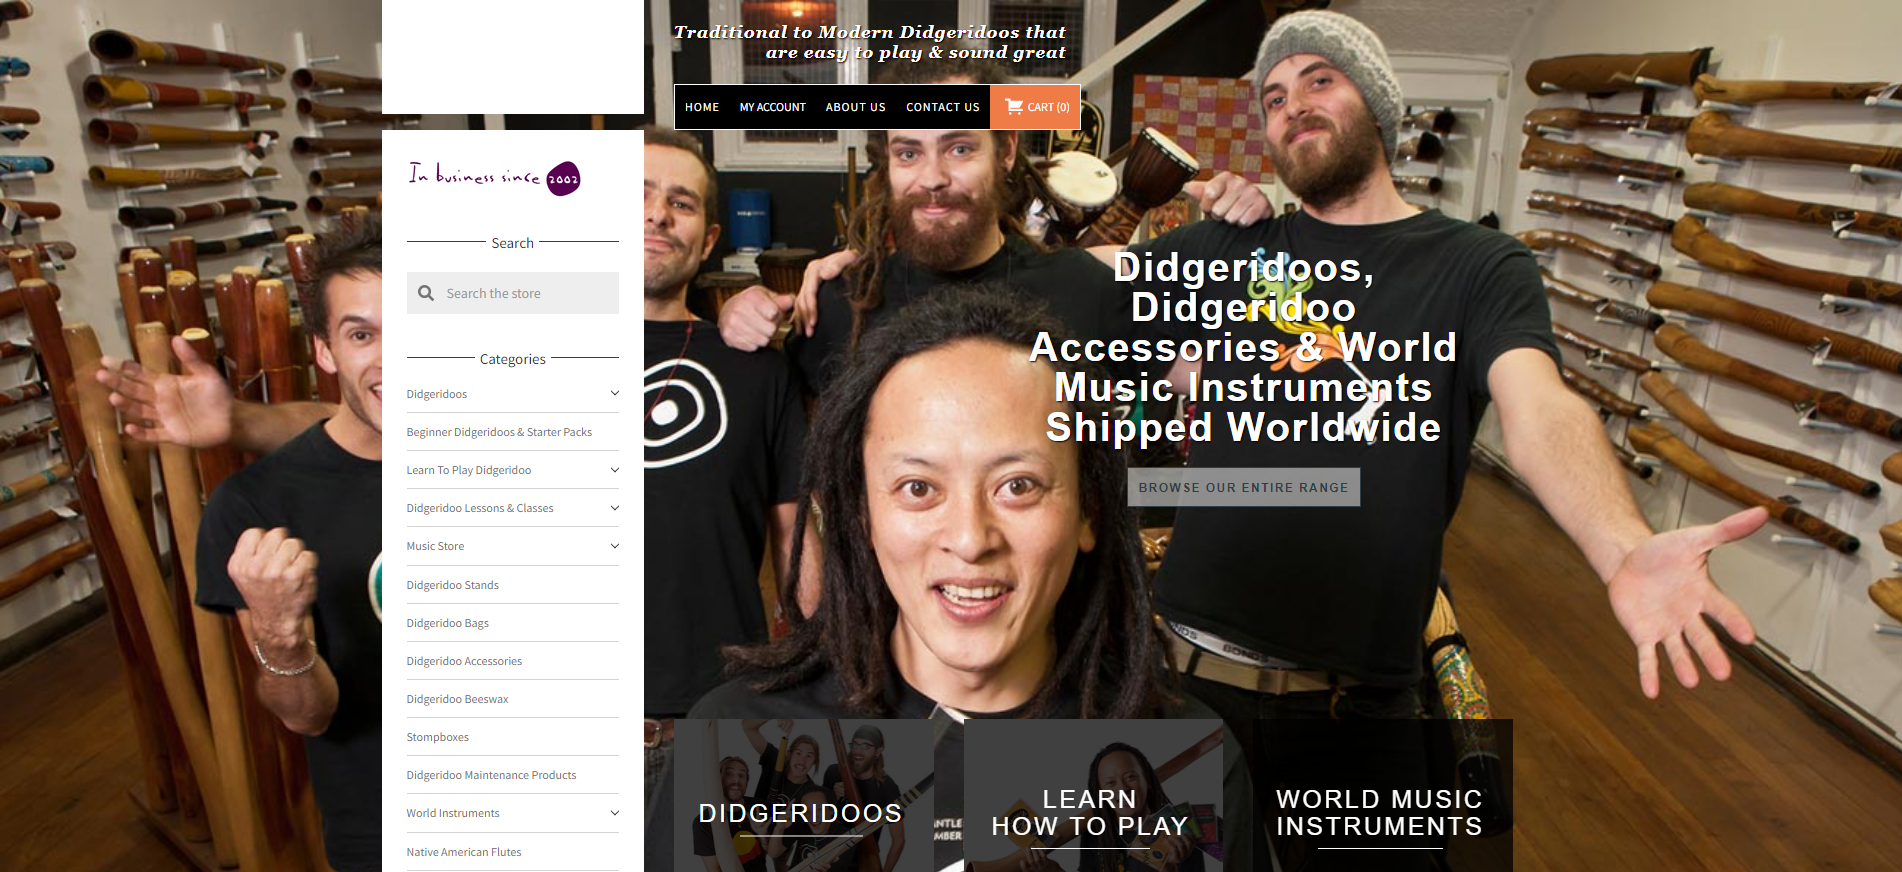 Traditional to Modern Didgeridoos that
are easy to play & sound great
HOME
MY ACCOUNT
ABOUT US
CONTACT US
CART (0)
In business since 2002
Search
Search the store
Categories
Didgeridoos
Beginner Didgeridoos & Starter Packs
Learn To Play Didgeridoo
Didgeridoo Lessons & Classes
Music Store
Didgeridoo Stands
Didgeridoo Bags
Didgeridoo Accessories
Didgeridoo Beeswax
Stompboxes
Didgeridoo Maintenance Products
World Instruments
Native American Flutes
Didgeridoos,
Didgeridoo
Accessories & World
Music Instruments
Shipped Worldwide
BROWSE OUR ENTIRE RANGE
BONDS
DIDGERIDOOS
LEARN
HOW TO PLAY
WORLD MUSIC
INSTRUMENTS